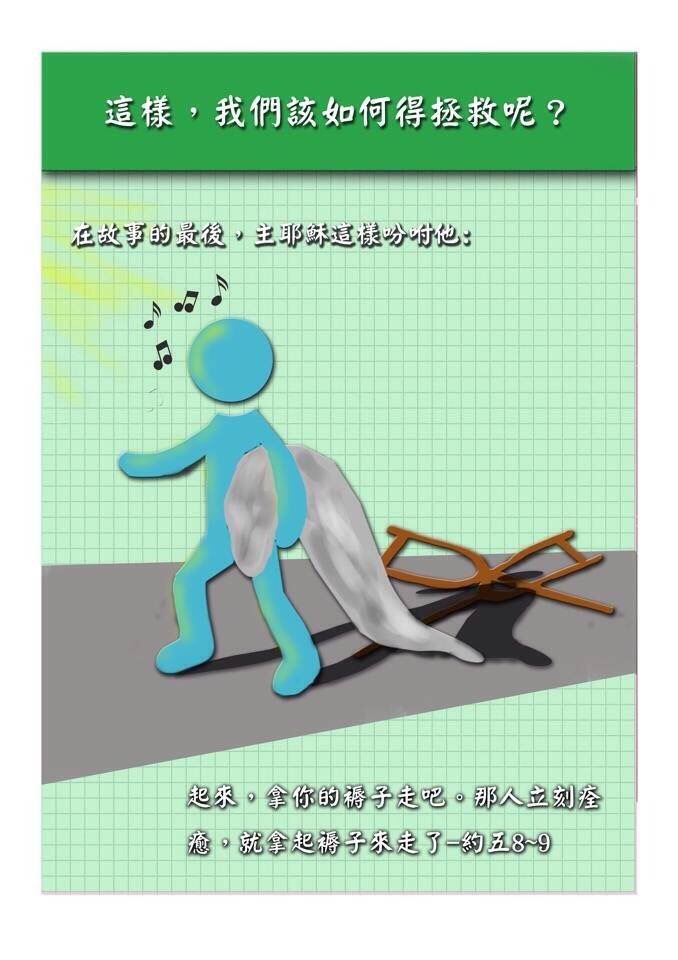 這樣，我們該如何得拯救呢？
在故事的最後，主耶穌這樣吩咐他:
起來，拿你的褥子走吧。那人立刻痊
癒，就拿起褥子來走了-約五8~9